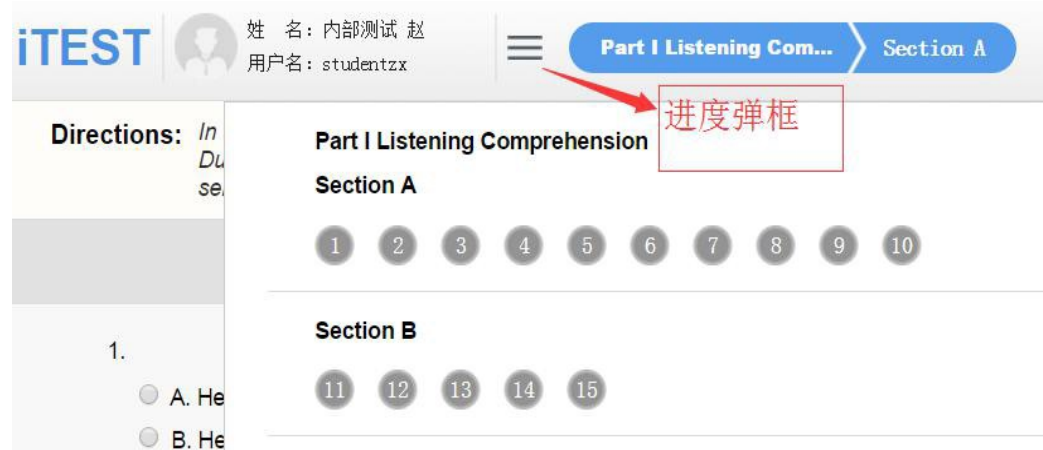 iTEST
姓 名：内部测试 赵
用户名：studentzx
Part I Listening Com...
Section A
进度弹框
Directions:
In
Du
Part I Listening Comprehension
Section A
1 2 3 4 5 6 7 8 9 10
Section B
11 12 13 14 15
1.
A. He
B. He